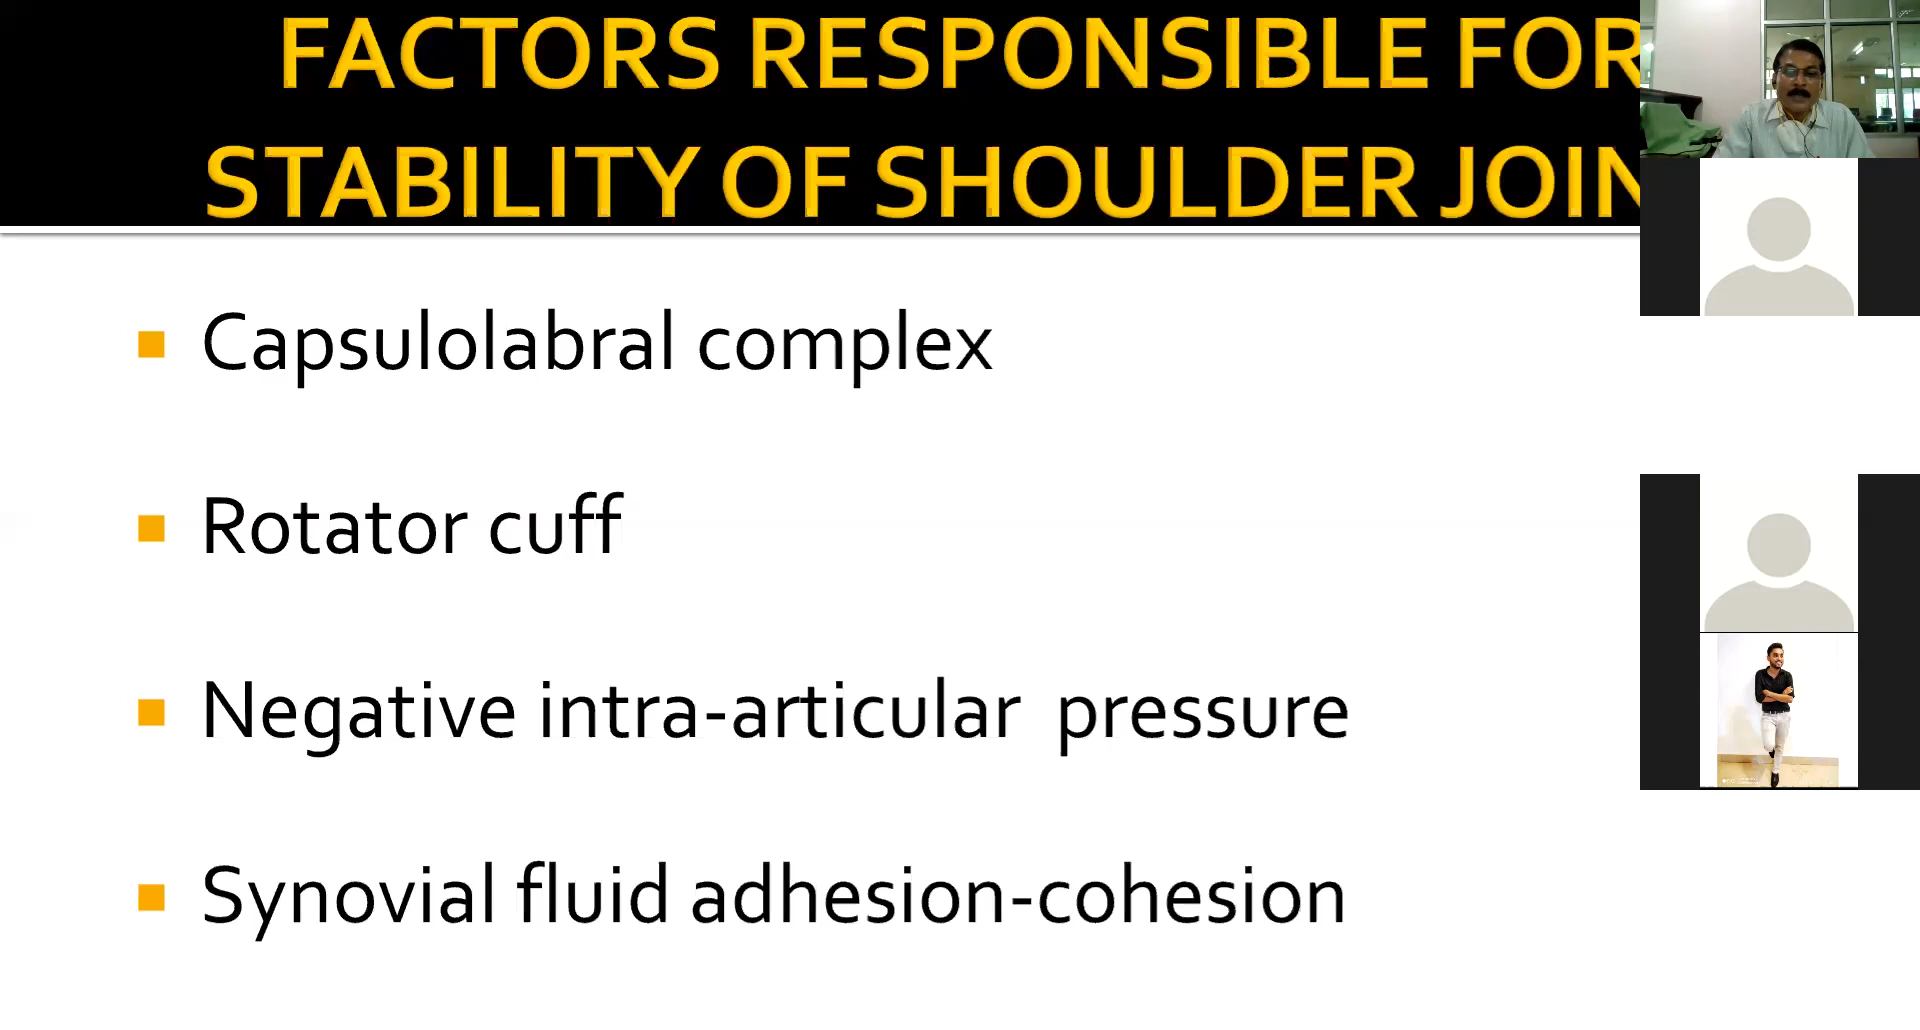 FACTORS RESPONSIBLE FOR
STABILITY OF SHOULDER JOIN
Capsulolabral complex
Rotator cuff
Negative intra-articular pressure
Synovial fluid adhesion-cohesion